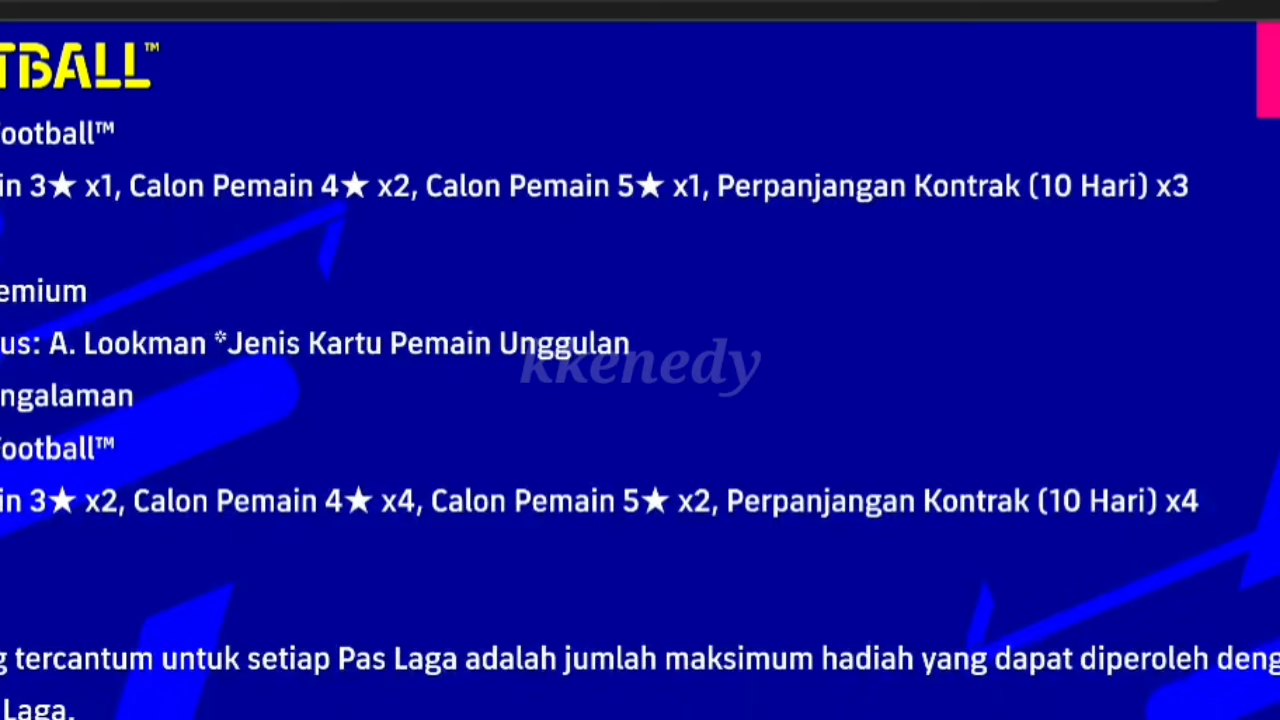 TBALL™
ootball™
in 3★ x1, Calon Pemain 4★ x2, Calon Pemain 5★ x1, Perpanjangan Kontrak (10 Hari) x3
emium
us: A. Lookman *Jenis Kartu Pemain Unggulan
kkenedy
ngalaman
ootball™
in 3★ x2, Calon Pemain 4★ x4, Calon Pemain 5★ x2, Perpanjangan Kontrak (10 Hari) x4
g tercantum untuk setiap Pas Laga adalah jumlah maksimum hadiah yang dapat diperoleh deng
Laga.